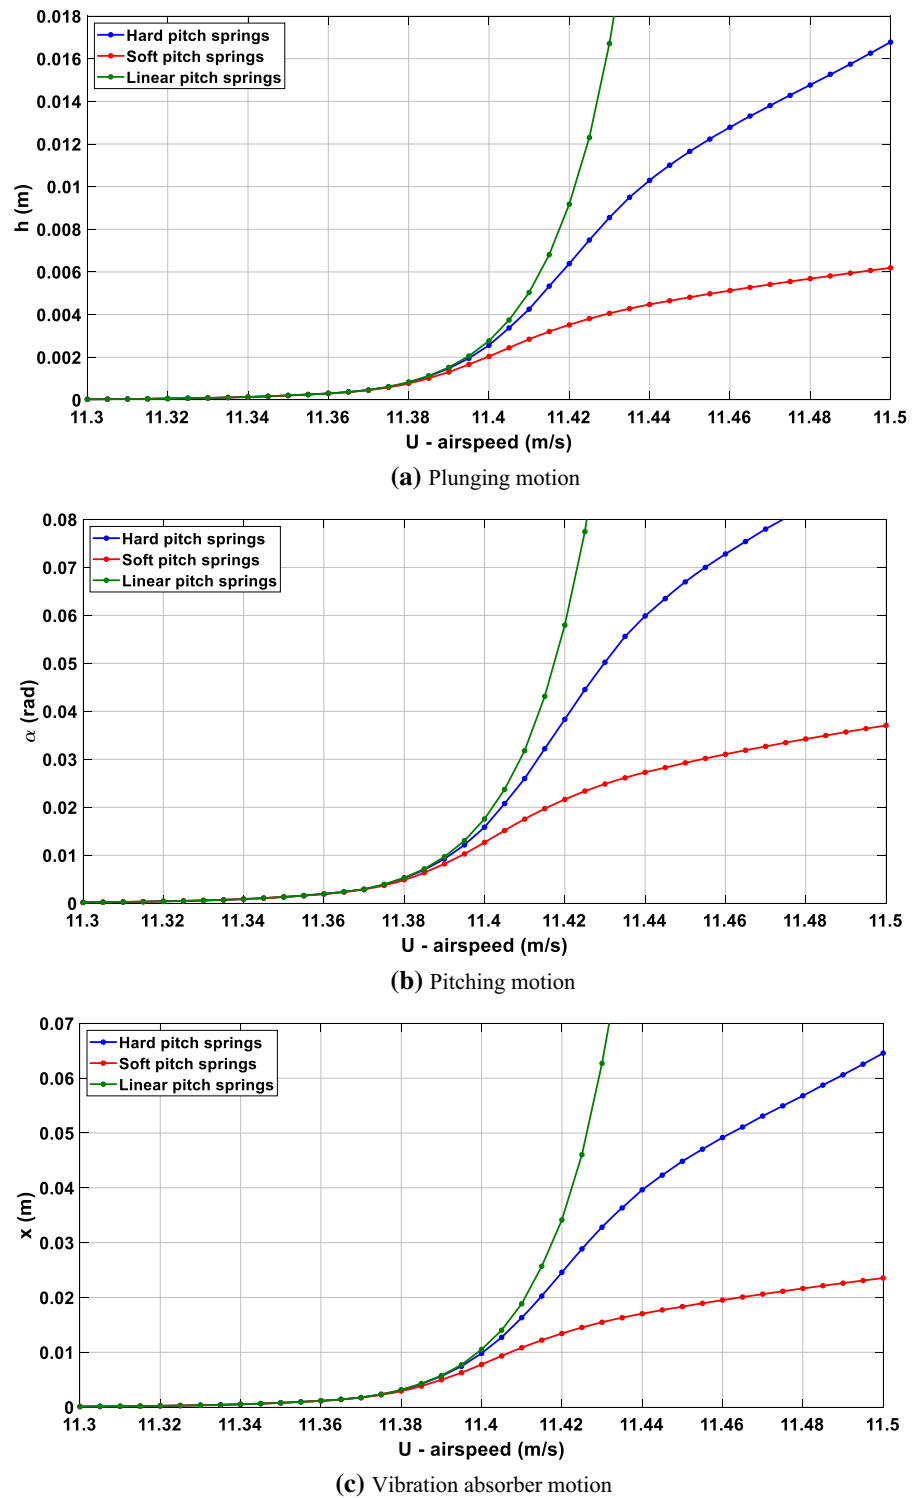 0.018
0.016
0.014
0.012
0.01
0.008
0.006
0.004
0.002
0
h (m)
Hard pitch springs
Soft pitch springs
Linear pitch springs
11.3 11.32 11.34 11.36 11.38 11.4 11.42 11.44 11.46 11.48 11.5
U - airspeed (m/s)
(a) Plunging motion
0.08
0.07
0.06
0.05
0.04
0.03
0.02
0.01
0
α (rad)
Hard pitch springs
Soft pitch springs
Linear pitch springs
11.3 11.32 11.34 11.36 11.38 11.4 11.42 11.44 11.46 11.48 11.5
U - airspeed (m/s)
(b) Pitching motion
0.07
0.06
0.05
0.04
0.03
0.02
0.01
0
x (m)
Hard pitch springs
Soft pitch springs
Linear pitch springs
11.3 11.32 11.34 11.36 11.38 11.4 11.42 11.44 11.46 11.48 11.5
U - airspeed (m/s)
(c) Vibration absorber motion